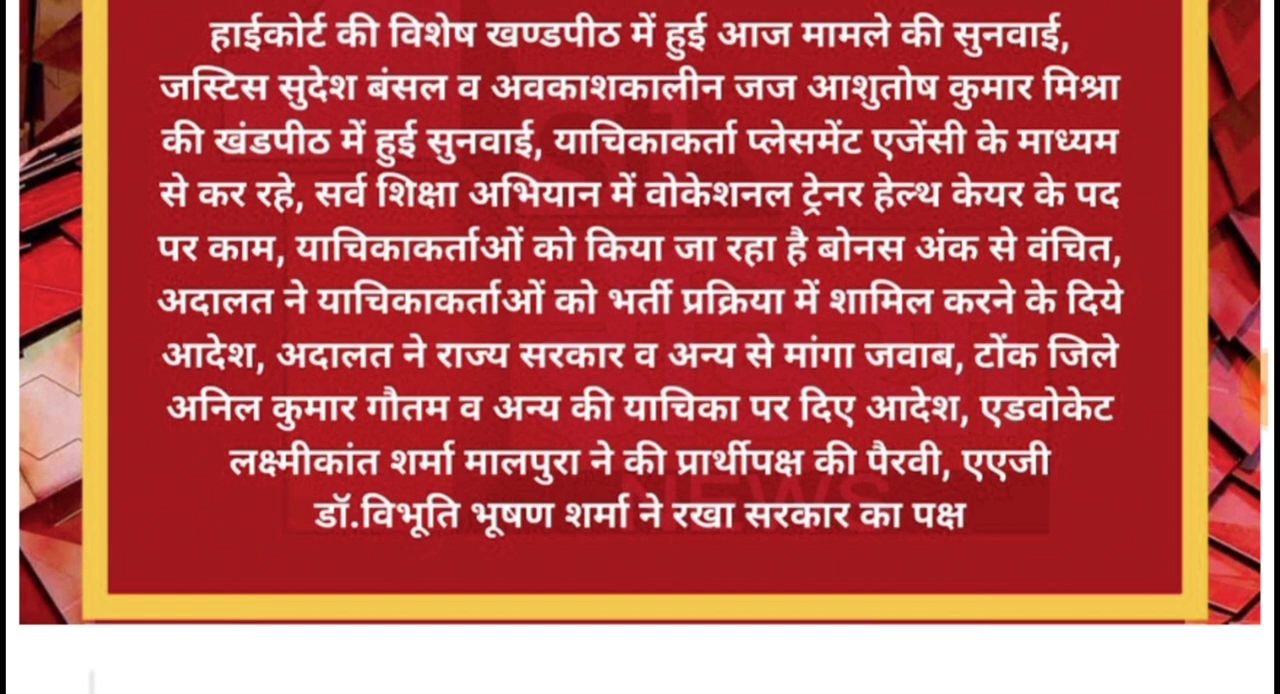 हाईकोर्ट की विशेष खण्डपीठ में हुई आज मामले की सुनवाई,
जस्टिस सुदेश बंसल व अवकाशकालीन जज आशुतोष कुमार मिश्रा
की खंडपीठ में हुई सुनवाई, याचिकाकर्ता प्लेसमेंट एजेंसी के माध्यम
से कर रहे, सर्व शिक्षा अभियान में वोकेशनल ट्रेनर हेल्थ केयर के पद
पर काम, याचिकाकर्ताओं को किया जा रहा है बोनस अंक से वंचित,
अदालत ने याचिकाकर्ताओं को भर्ती प्रक्रिया में शामिल करने के दिये
आदेश, अदालत ने राज्य सरकार व अन्य से मांगा जवाब, टोंक जिले
अनिल कुमार गौतम व अन्य की याचिका पर दिए आदेश, एडवोकेट
लक्ष्मीकांत शर्मा मालपुरा ने की प्रार्थीपक्ष की पैरवी, एएजी
डॉ.विभूति भूषण शर्मा ने रखा सरकार का पक्ष
NEWS